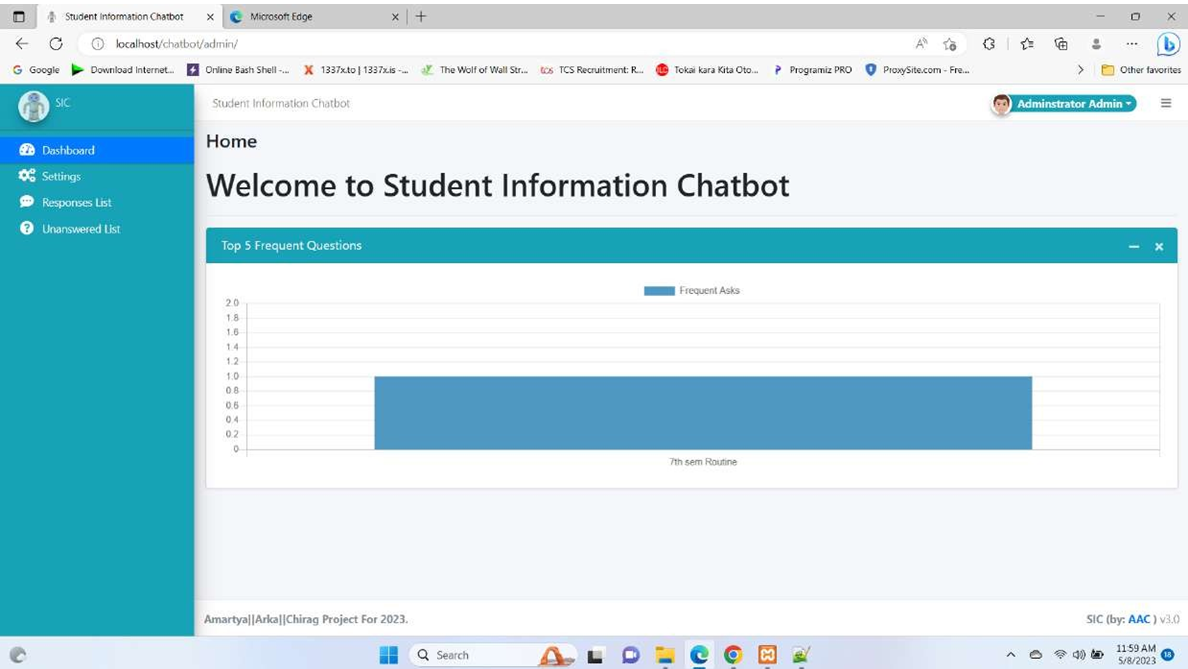 Student Information Chatbot
Microsoft Edge
localhost/chatbot/admin/
Google
Download Internet...
Online Bash Shell -...
1337x.to | 1337x.is -...
The Wolf of Wall Str...
TCS Recruitment: R...
Tokai kara Kita Oto...
Programiz PRO
ProxySite.com - Fre...
Other favorites
SIC
Student Information Chatbot
Adminstrator Admin
Dashboard
Settings
Responses List
Unanswered List
Home
Welcome to Student Information Chatbot
Top 5 Frequent Questions
Frequent Asks
2.0
1.8
1.6
1.4
1.2
1.0
0.8
0.6
0.4
0.2
0
7th sem Routine
Amartya||Arka||Chirag Project For 2023.
SIC (by: AAC ) v3.0
Search
11:59 AM
5/8/2023